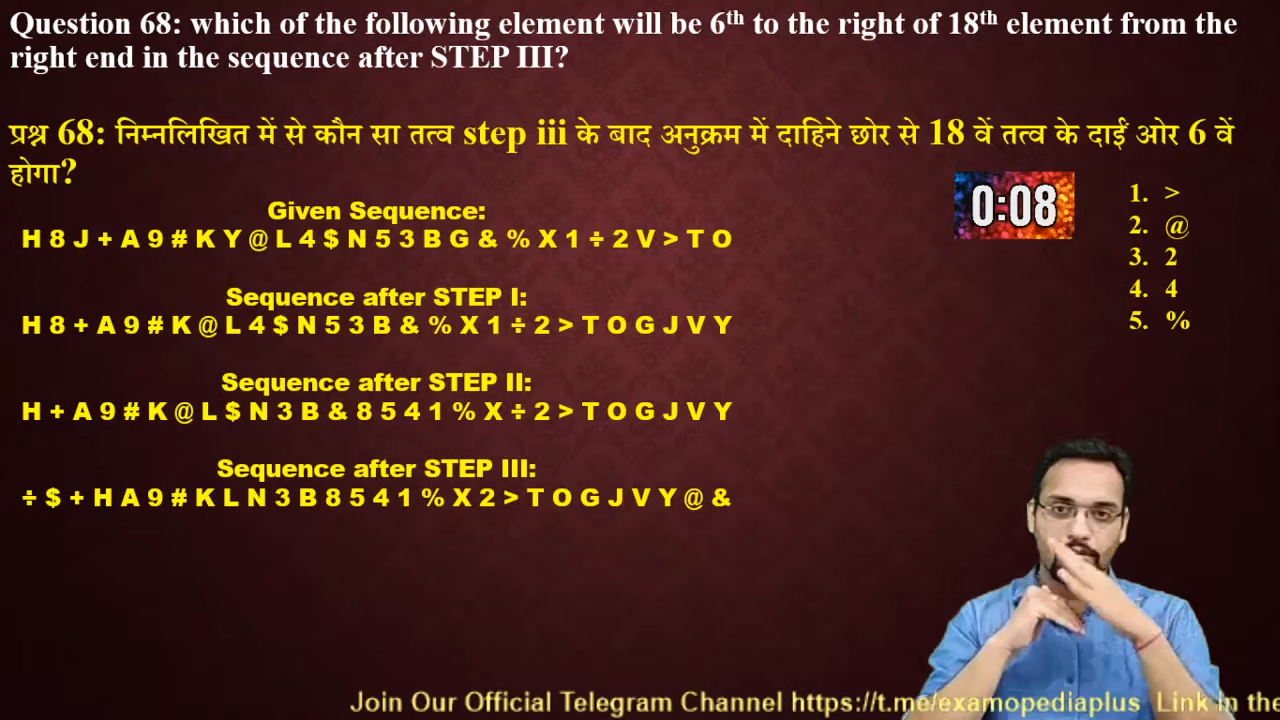 Question 68: which of the following element will be 6th to the right of 18th element from the
right end in the sequence after STEP III?
प्रश्न 68: निम्नलिखित में से कौन सा तत्व step iii के बाद अनुक्रम में दाहिने छोर से 18 वें तत्व के दाईं ओर 6 वें
होगा?
Given Sequence:
H 8 J + A 9 # K Y @ L 4 $ N 5 3 B G & % X 1 ÷ 2 V > T O
Sequence after STEP I:
H 8 + A 9 # K @ L 4 $ N 5 3 B & % X 1 ÷ 2 > T O G J V Y
Sequence after STEP II:
H + A 9 # K @ L $ N 3 B & 8 5 4 1 % X ÷ 2 > T O G J V Y
Sequence after STEP III:
÷ $ + H A 9 # K L N 3 B 8 5 4 1 % X 2 > T O G J V Y @ &
0:08
1. >
2. @
3. 2
4. 4
5. %
Join Our Official Telegram Channel https://t.me/examopediaplus Link in the